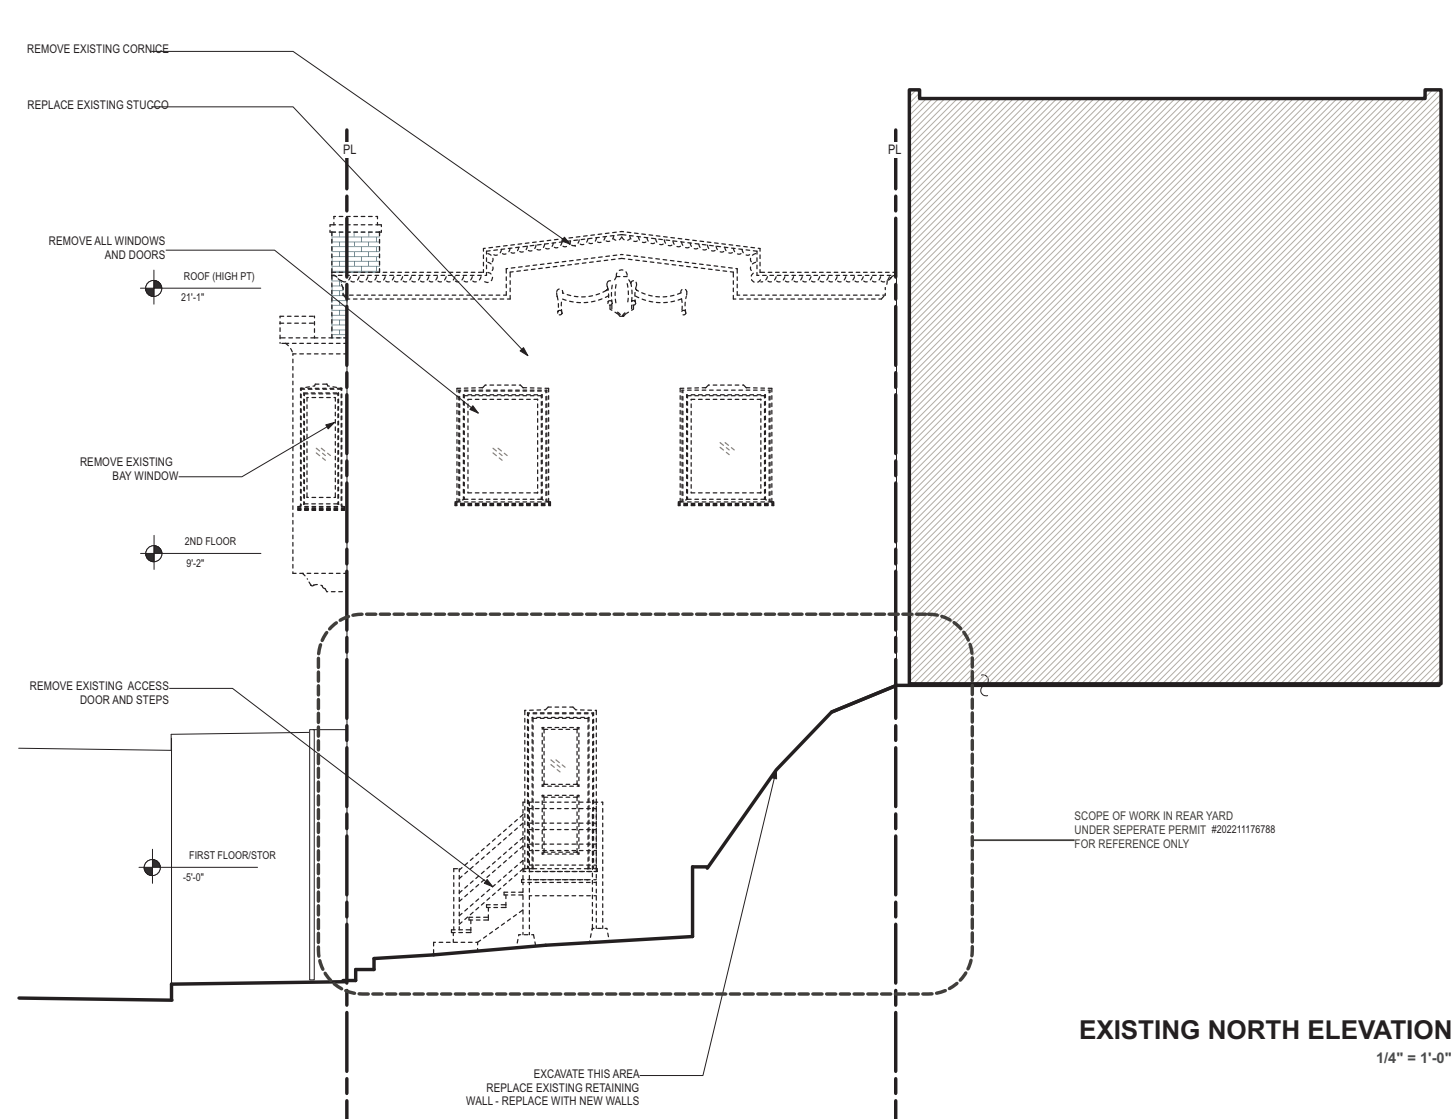 REMOVE EXISTING CORNICE
REPLACE EXISTING STUCCO
PL
PL
REMOVE ALL WINDOWS
AND DOORS
ROOF (HIGH PT)
21'-1"
REMOVE EXISTING
BAY WINDOW
2ND FLOOR
9'-2"
REMOVE EXISTING ACCESS
DOOR AND STEPS
SCOPE OF WORK IN REAR YARD
UNDER SEPERATE PERMIT #202211176788
FOR REFERENCE ONLY
FIRST FLOOR/STOR
-5'-0"
EXISTING NORTH ELEVATION
1/4" = 1'-0"
EXCAVATE THIS AREA
REPLACE EXISTING RETAINING
WALL - REPLACE WITH NEW WALLS